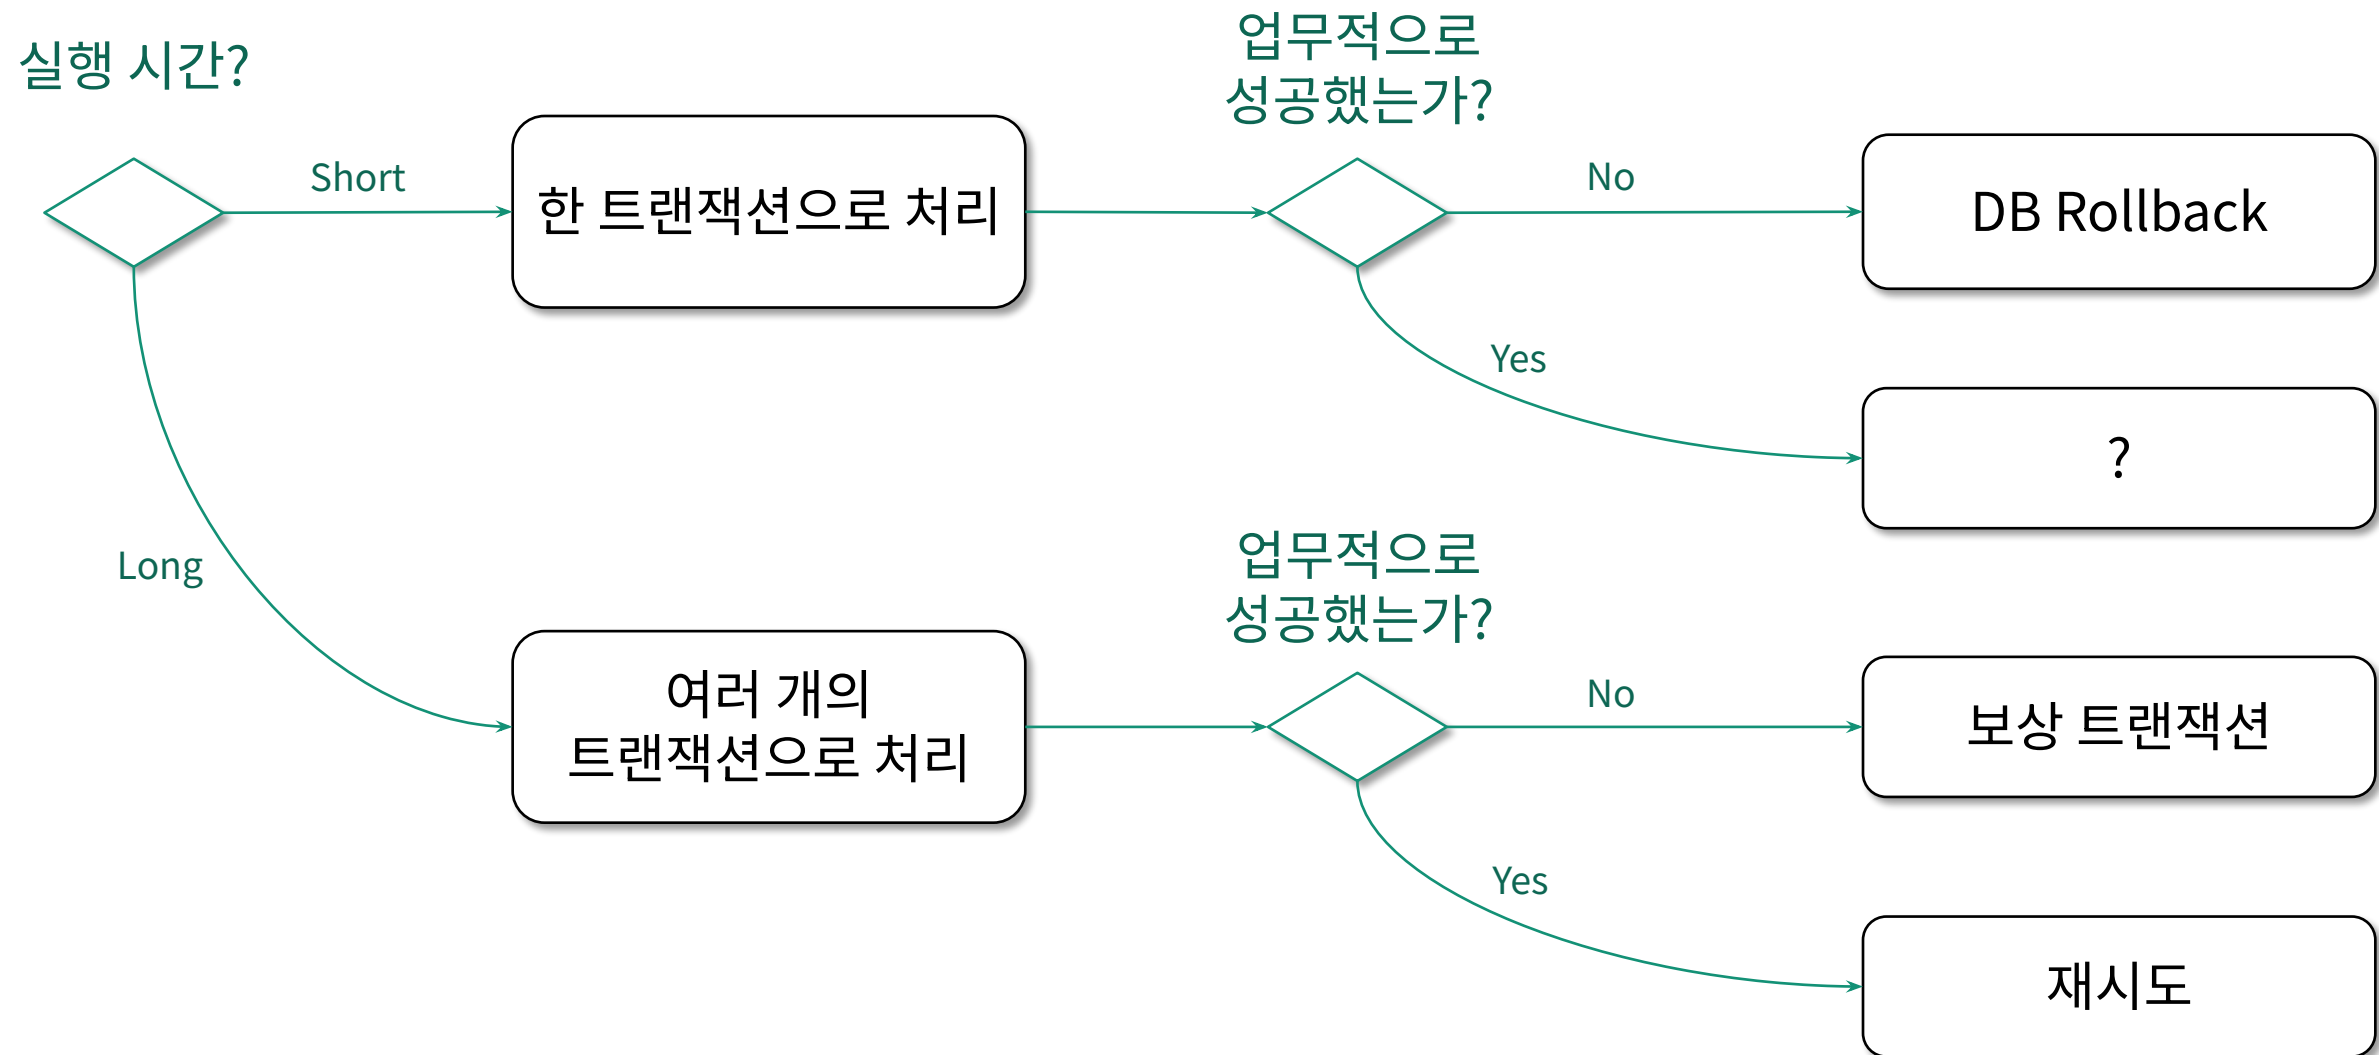 실행 시간?
Short
한 트랜잭션으로 처리
업무적으로
성공했는가?
No
DB Rollback
Yes
?
Long
여러 개의
트랜잭션으로 처리
업무적으로
성공했는가?
No
보상 트랜잭션
Yes
재시도